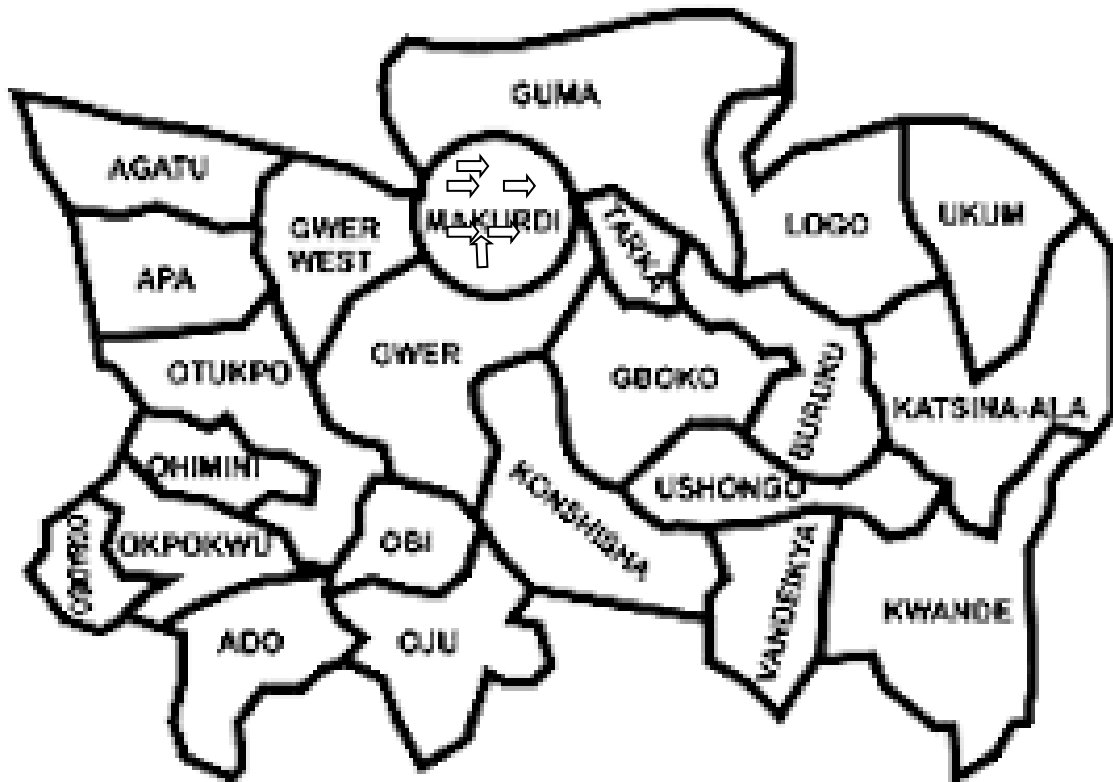 GUMA
AGATU
GWER
WEST
MAKURDI
TARKA
LOGO
UKUM
APA
OTUKPO
GWER
GBOKO
BURUKU
KATSINA-ALA
OHIMINI
KONSHISHA
USHONGO
OKPOKWU
OBI
VANDEIKYA
KWANDE
ADO
OJU